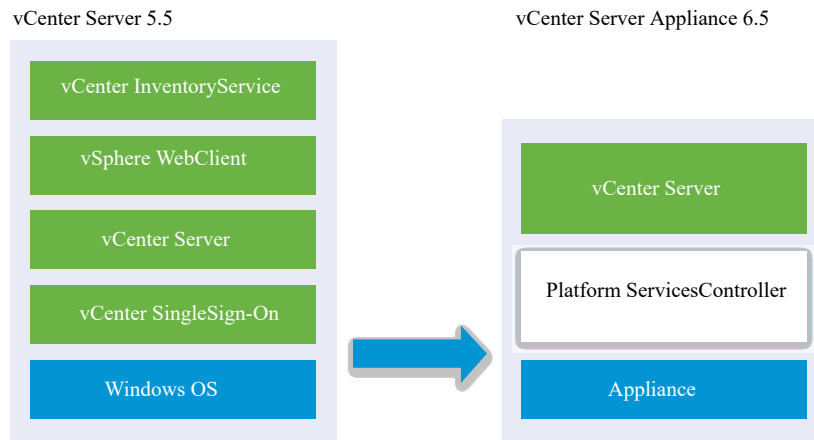 vCenter Server 5.5
vCenter InventoryService
vSphere WebClient
vCenter Server
vCenter SingleSign-On
Windows OS
vCenter Server Appliance 6.5
vCenter Server
Platform ServicesController
Appliance